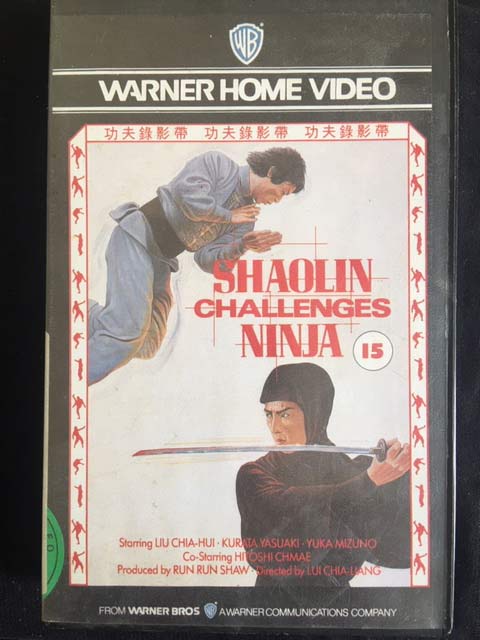 WB
WARNER HOME VIDEO
功夫錄影帶 功夫錄影帶 功夫錄影帶
SHAOLIN
CHALLENGES
NINJA
15
Starring LIU CHIA-HUI · KURATA YASUAKI · YUKA MIZUNO
Co-Starring HITOSHI CHMAE
Produced by RUN RUN SHAW · Directed by LUI CHIA-LIANG
FROM WARNER BROS WB A WARNER COMMUNICATIONS COMPANY